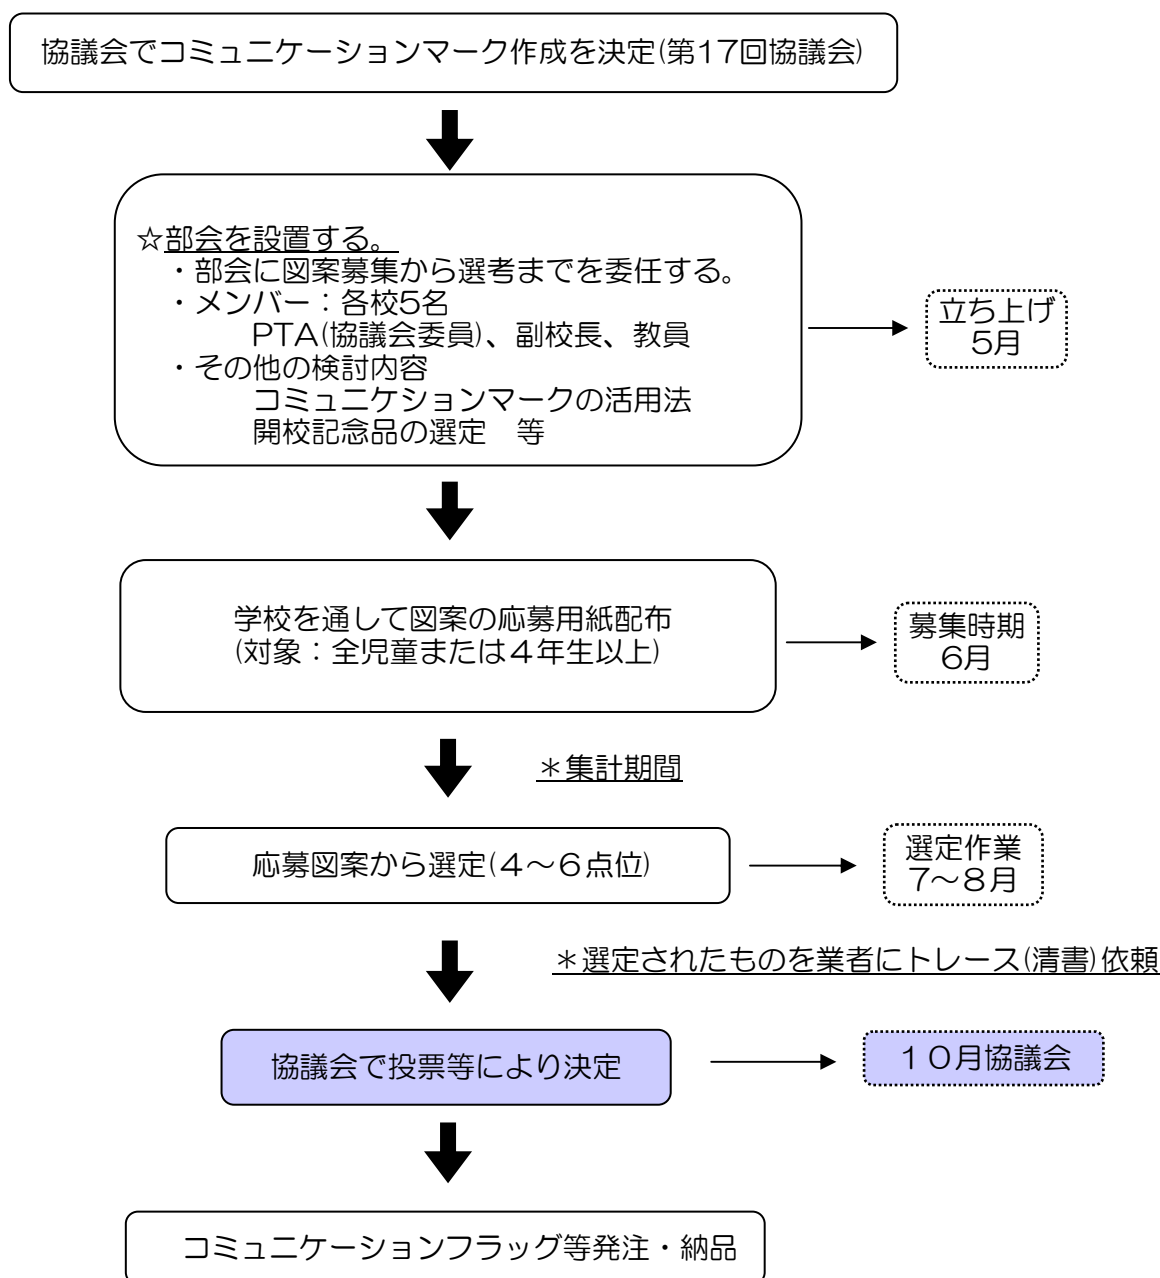 協議会でコミュニケーションマーク作成を決定(第17回協議会)
☆部会を設置する。
・部会に図案募集から選考までを委任する。
・メンバー：各校5名
PTA(協議会委員)、副校長、教員
・その他の検討内容
コミュニケションマークの活用法
開校記念品の選定　等
立ち上げ
5月
学校を通して図案の応募用紙配布
(対象：全児童または４年生以上)
募集時期
6月
＊集計期間
応募図案から選定(４～６点位)
選定作業
7～8月
＊選定されたものを業者にトレース(清書)依頼
協議会で投票等により決定
１０月協議会
コミュニケーションフラッグ等発注・納品